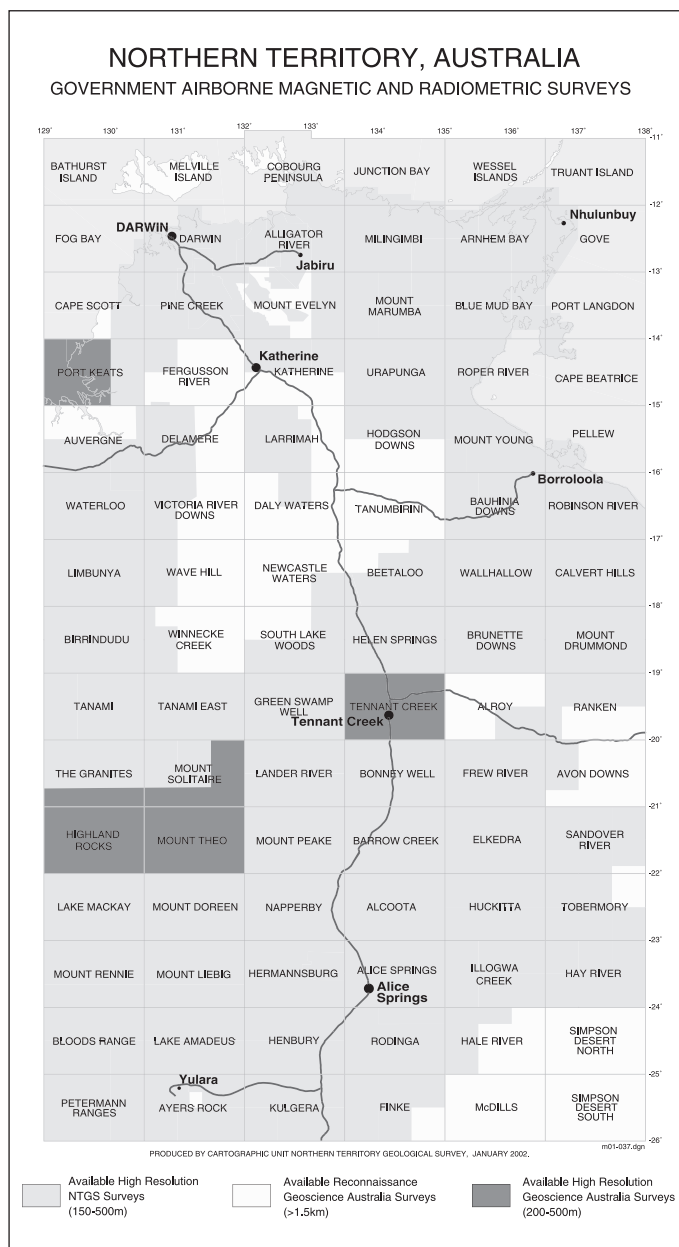 NORTHERN TERRITORY, AUSTRALIA
GOVERNMENT AIRBORNE MAGNETIC AND RADIOMETRIC SURVEYS
129' 130' 131' 132' 133' 134' 135' 136' 137' 138'
-11'
BATHURST
ISLAND
MELVILLE
ISLAND
COBOURG
PENINSULA
JUNCTION BAY
WESSEL
ISLANDS
TRUANT ISLAND
-12'
FOG BAY
DARWIN
DARWIN
ALLIGATOR
RIVER
Jabiru
MILINGIMBI
ARNHEM BAY
Nhulunbuy
GOVE
-13'
CAPE SCOTT
PINE CREEK
MOUNT EVELYN
MOUNT
MARUMBA
BLUE MUD BAY
PORT LANGDON
-14'
PORT KEATS
FERGUSSON
RIVER
Katherine
KATHERINE
URAPUNGA
ROPER RIVER
CAPE BEATRICE
-15'
AUVERGNE
DELAMERE
LARRIMAH
HODGSON
DOWNS
MOUNT YOUNG
PELLEW
-16'
Borroloola
WATERLOO
VICTORIA RIVER
DOWNS
DALY WATERS
TANUMBIRINI
BAUHINIA
DOWNS
ROBINSON RIVER
-17'
LIMBUNYA
WAVE HILL
NEWCASTLE
WATERS
BEETALOO
WALLHALLOW
CALVERT HILLS
-18'
BIRRINDUDU
WINNECKE
CREEK
SOUTH LAKE
WOODS
HELEN SPRINGS
BRUNETTE
DOWNS
MOUNT
DRUMMOND
-19'
TANAMI
TANAMI EAST
GREEN SWAMP
WELL
TENNANT CREEK
Tennant Creek
ALROY
RANKEN
-20'
THE GRANITES
MOUNT
SOLITAIRE
LANDER RIVER
BONNEY WELL
FREW RIVER
AVON DOWNS
-21'
HIGHLAND
ROCKS
MOUNT THEO
MOUNT PEAKE
BARROW CREEK
ELKEDRA
SANDOVER
RIVER
-22'
LAKE MACKAY
MOUNT DOREEN
NAPPERBY
ALCOOTA
HUCKITTA
TOBERMORY
-23'
MOUNT RENNIE
MOUNT LIEBIG
HERMANNSBURG
ALICE SPRINGS
Alice
Springs
ILLOGWA
CREEK
HAY RIVER
-24'
BLOODS RANGE
LAKE AMADEUS
HENBURY
RODINGA
HALE RIVER
SIMPSON
DESERT
NORTH
-25'
Yulara
PETERMANN
RANGES
AYERS ROCK
KULGERA
FINKE
McDILLS
SIMPSON
DESERT
SOUTH
-26'
m01-037.dgn
PRODUCED BY CARTOGRAPHIC UNIT NORTHERN TERRITORY GEOLOGICAL SURVEY, JANUARY 2002.
Available High Resolution
NTGS Surveys
(150-500m)
Available Reconnaissance
Geoscience Australia Surveys
(>1.5km)
Available High Resolution
Geoscience Australia Surveys
(200-500m)